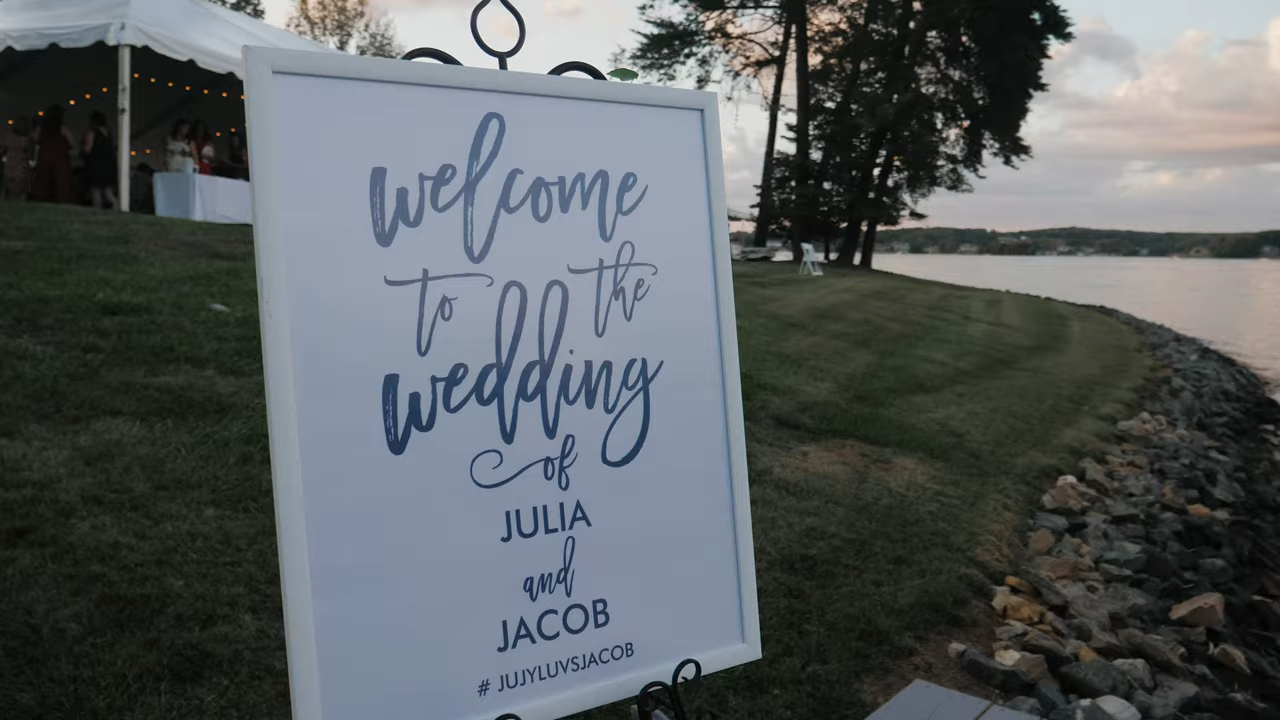 welcome
to the
wedding
of
JULIA
and
JACOB
# JUJYLUVSJACOB